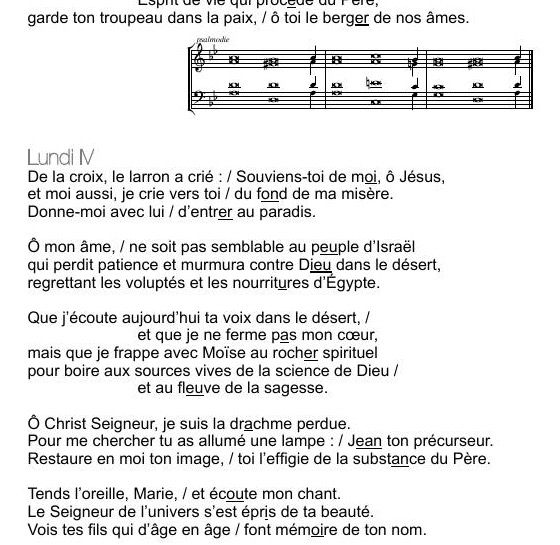 Esprit de vie qui procède du Père,
garde ton troupeau dans la paix, / ô toi le berger de nos âmes.
psalmodie
Lundi IV
De la croix, le larron a crié : / Souviens-toi de moi, ô Jésus,
et moi aussi, je crie vers toi / du fond de ma misère.
Donne-moi avec lui / d’entrer au paradis.
Ô mon âme, / ne soit pas semblable au peuple d’Israël
qui perdit patience et murmura contre Dieu dans le désert,
regrettant les voluptés et les nourritures d’Égypte.
Que j’écoute aujourd’hui ta voix dans le désert, /
et que je ne ferme pas mon cœur,
mais que je frappe avec Moïse au rocher spirituel
pour boire aux sources vives de la science de Dieu /
et au fleuve de la sagesse.
Ô Christ Seigneur, je suis la drachme perdue.
Pour me chercher tu as allumé une lampe : / Jean ton précurseur.
Restaure en moi ton image, / toi l’effigie de la substance du Père.
Tends l’oreille, Marie, / et écoute mon chant.
Le Seigneur de l’univers s’est épris de ta beauté.
Vois tes fils qui d’âge en âge / font mémoire de ton nom.